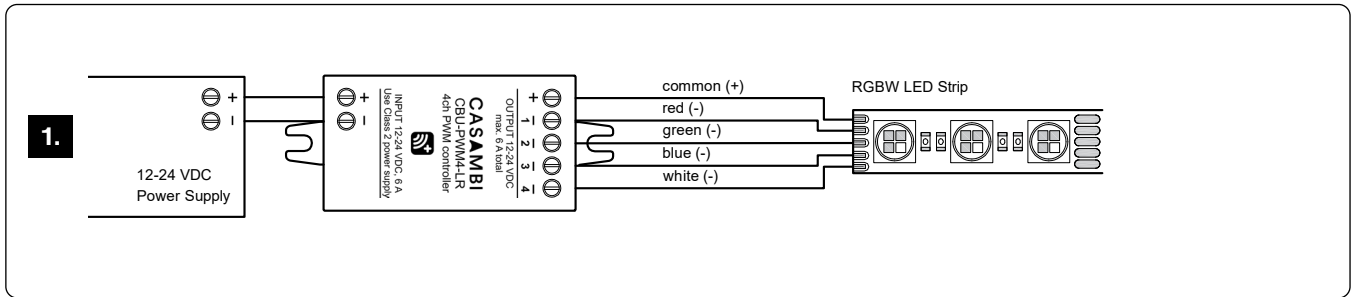 1.
+
–
12-24 VDC
Power Supply
+
–
INPUT 12-24 VDC, 6 A
Use Class 2 power supply
CASAMBI
CBU-PWM4-LR
4ch PWM controller
OUTPUT 12-24 VDC
max. 6 A total
+
1 –
2 –
3 –
4 –
common (+)
red (-)
green (-)
blue (-)
white (-)
RGBW LED Strip